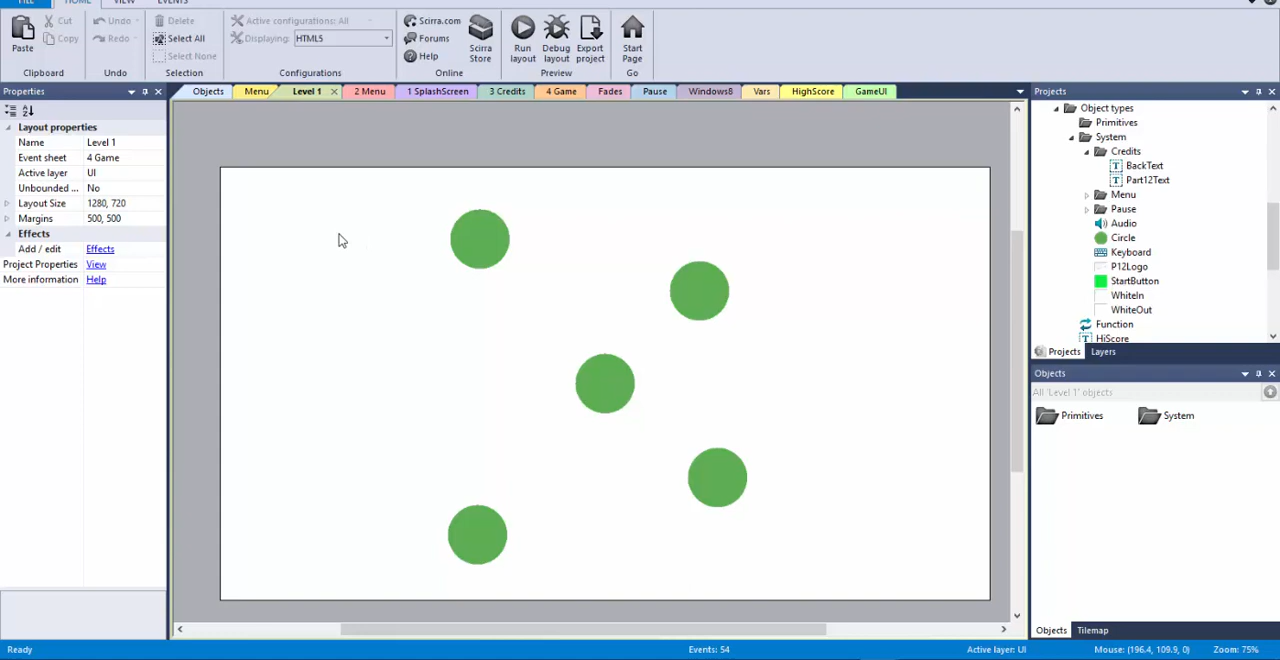 FILE HOME VIEW EVENTS
Paste
Cut
Copy
Clipboard
Undo
Redo
Undo
Delete
Select All
Select None
Selection
Active configurations: All
Displaying: HTML5
Configurations
Scirra.com
Forums
Help
Scirra Store
Online
Run layout
Debug layout
Export project
Preview
Start Page
Go
Properties
Objects Menu Level 1 2 Menu 1 SplashScreen 3 Credits 4 Game Fades Pause Windows8 Vars HighScore GameUI
Projects
Layout properties
Name Level 1
Event sheet 4 Game
Active layer UI
Unbounded ... No
Layout Size 1280, 720
Margins 500, 500
Effects
Add / edit Effects
Project Properties View
More information Help
Object types
Primitives
System
Credits
BackText
Part12Text
Menu
Pause
Audio
Circle
Keyboard
P12Logo
StartButton
WhiteIn
WhiteOut
Function
HiScore
Projects Layers
Objects
All 'Level 1' objects
Primitives System
Objects Tilemap
Ready Events: 54 Active layer: UI Mouse: (196.4, 109.9, 0) Zoom: 75%